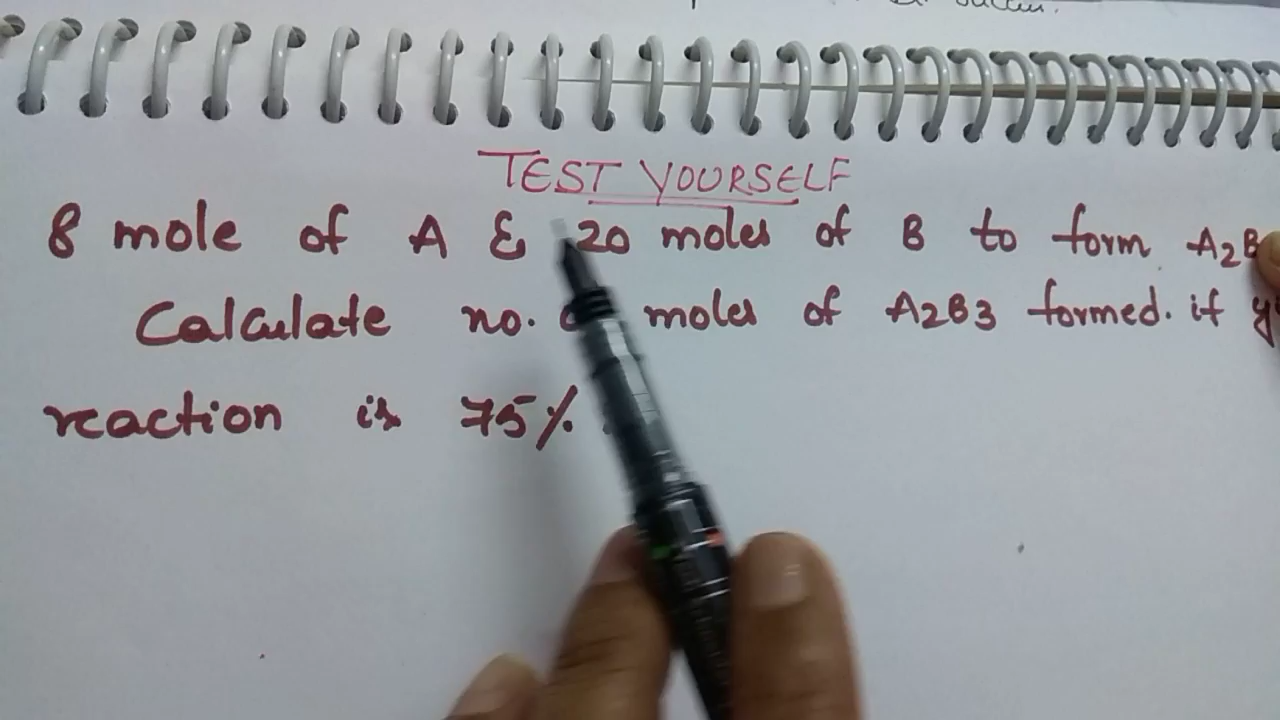 TEST YOURSELF
8 mole of A & 20 moles of B to form A2B
Calculate no. moles of A2B3 formed. if
reaction is 75%